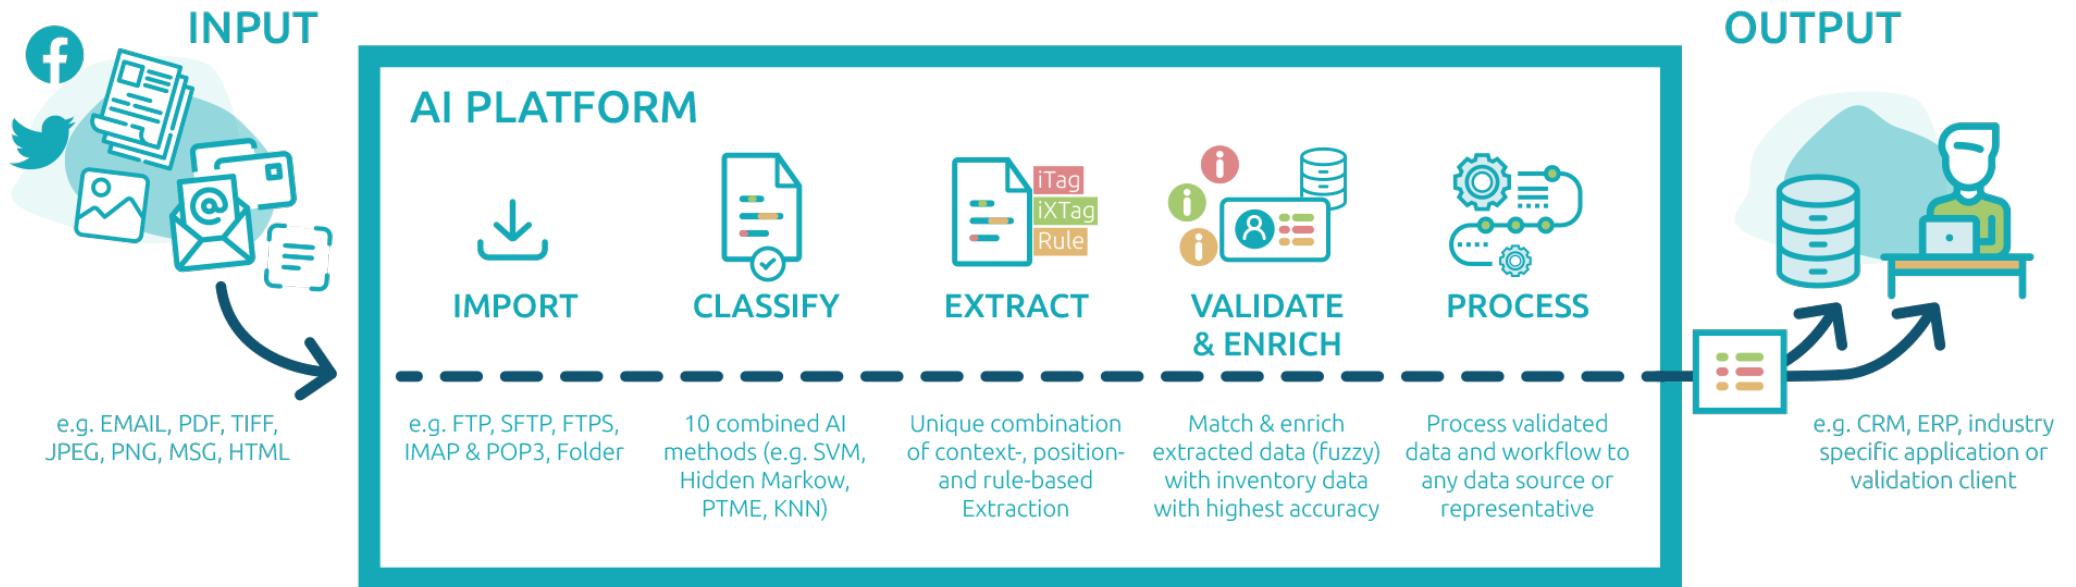 INPUT
OUTPUT
AI PLATFORM
iTag
iXTag
Rule
IMPORT
CLASSIFY
EXTRACT
VALIDATE
& ENRICH
PROCESS
e.g. EMAIL, PDF, TIFF,
JPEG, PNG, MSG, HTML
e.g. FTP, SFTP, FTPS,
IMAP & POP3, Folder
10 combined AI
methods (e.g. SVM,
Hidden Markow,
PTME, KNN)
Unique combination
of context-, position-
and rule-based
Extraction
Match & enrich
extracted data (fuzzy)
with inventory data
with highest accuracy
Process validated
data and workflow to
any data source or
representative
e.g. CRM, ERP, industry
specific application or
validation client